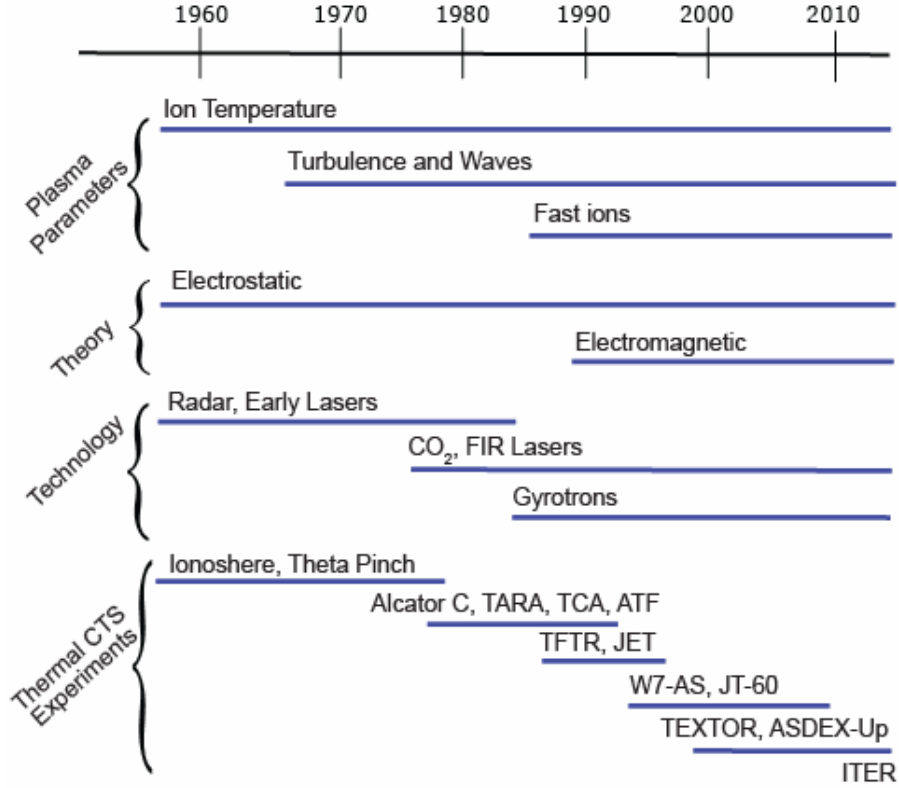 1960 1970 1980 1990 2000 2010
Ion Temperature
Turbulence and Waves
Fast ions
Plasma
Parameters
Electrostatic
Electromagnetic
Theory
Radar, Early Lasers
CO₂, FIR Lasers
Gyrotrons
Technology
Ionoshere, Theta Pinch
Alcator C, TARA, TCA, ATF
TFTR, JET
W7-AS, JT-60
TEXTOR, ASDEX-Up
ITER
Thermal CTS
Experiments